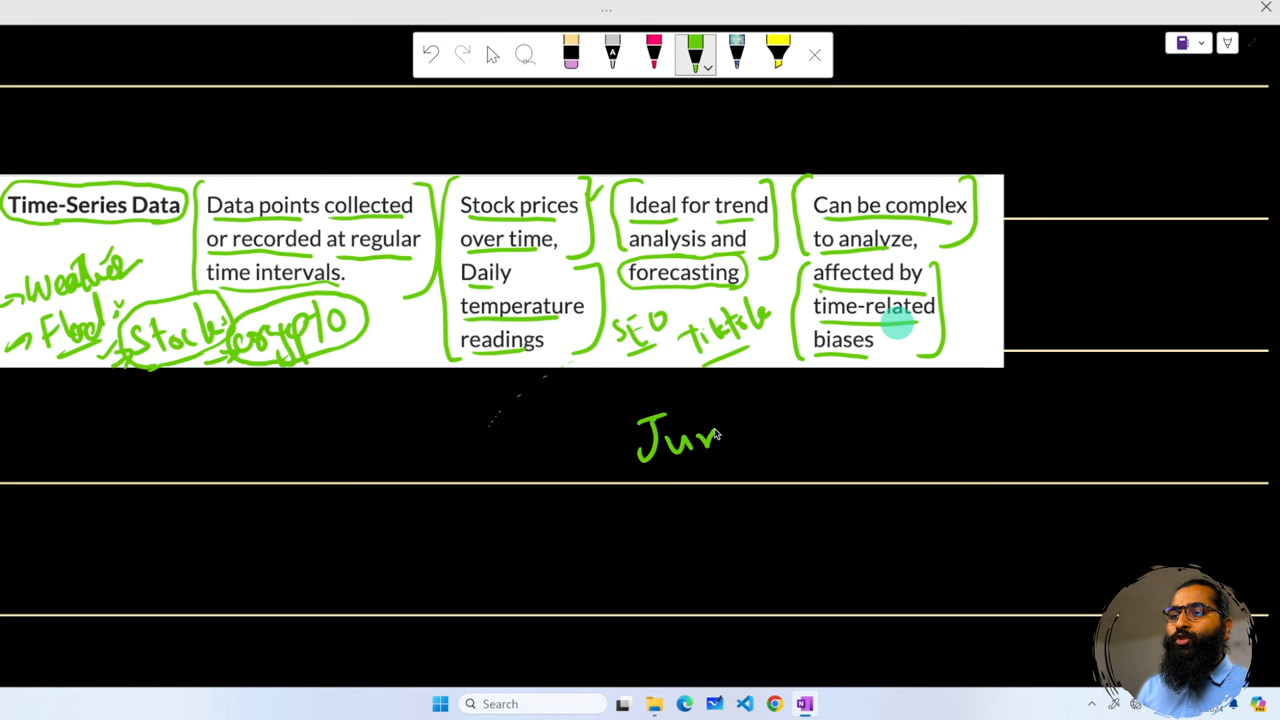 Time-Series Data
Data points collected
or recorded at regular
time intervals.
Stock prices
over time,
Daily
temperature
readings
Ideal for trend
analysis and
forecasting
Can be complex
to analyze,
affected by
time-related
biases
→ Weather
→ Flood
Stock
crypto
SEO
Tiktok
Jun
Search